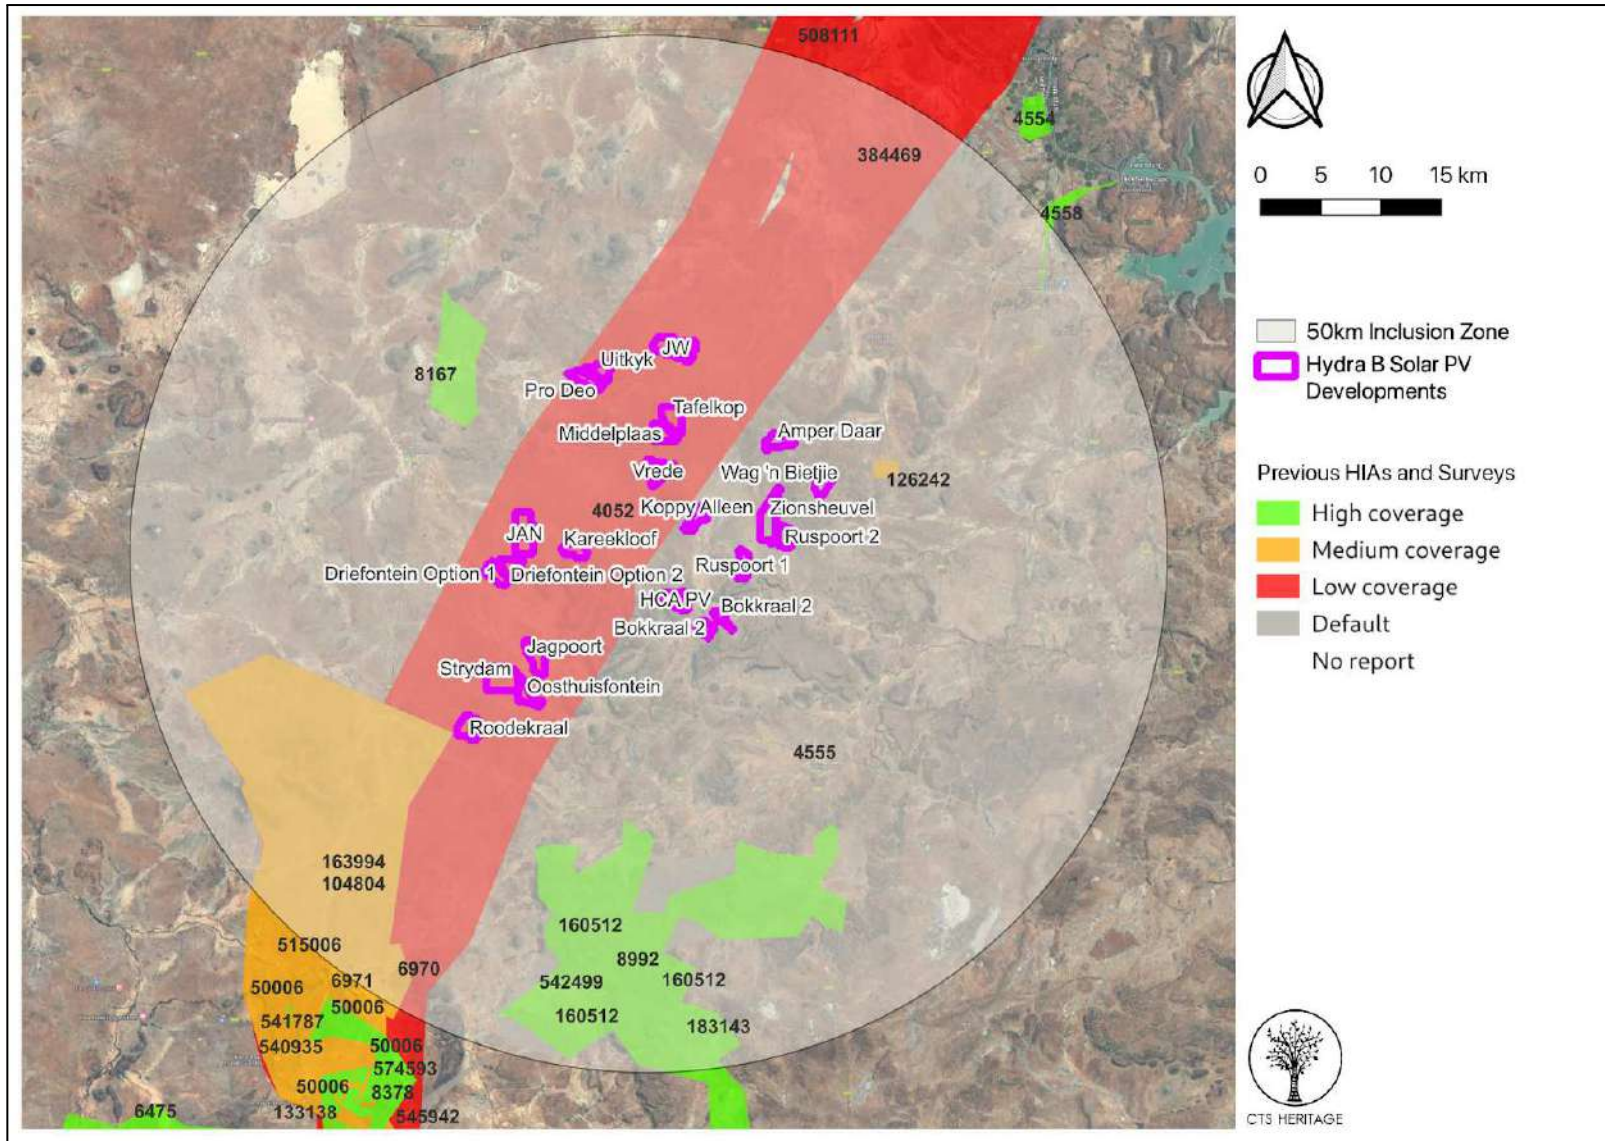 508111
4554
384469
4558
0 5 10 15 km
50km Inclusion Zone
Hydra B Solar PV
Developments
Previous HIAs and Surveys
High coverage
Medium coverage
Low coverage
Default
No report
JW
Uitkyk
8167
Pro Deo
Tafelkop
Middelplaas
Amper Daar
Vrede
Wag 'n Bietjie
126242
4052
Koppy Alleen
Zionsheuvel
JAN
Kareekloof
Ruspoort 2
Ruspoort 1
Driefontein Option 1
Driefontein Option 2
HCA PV
Bokkraal 2
Bokkraal 2
Jagpoort
Strydam
Oosthuisfontein
Roodekraal
4555
163994
104804
160512
515006
8992
6970
6971
542499
160512
50006
50006
160512
183143
541787
540935
50006
574593
50006
8378
133138
545942
6475
CTS HERITAGE